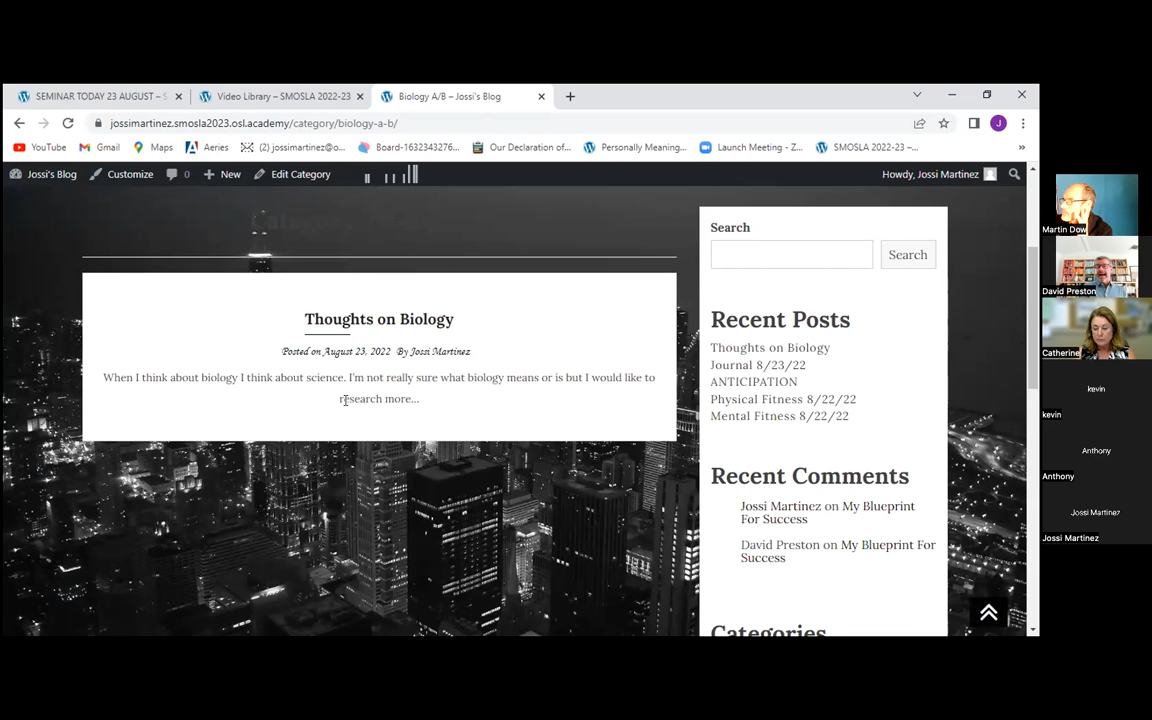 SEMINAR TODAY 23 AUGUST – S
Video Library – SMOSLA 2022-23
Biology A/B – Jossi's Blog
jossimartinez.smosla2023.osl.academy/category/biology-a-b/
YouTube
Gmail
Maps
Aeries
(2) jossimartinez@o...
Board-1632343276...
Our Declaration of...
Personally Meaning...
Launch Meeting - Z...
SMOSLA 2022-23 –...
Jossi's Blog
Customize
0
New
Edit Category
Howdy, Jossi Martinez
Thoughts on Biology
Posted on August 23, 2022 By Jossi Martinez
When I think about biology I think about science. I'm not really sure what biology means or is but I would like to
research more...
Search
Search
Recent Posts
Thoughts on Biology
Journal 8/23/22
ANTICIPATION
Physical Fitness 8/22/22
Mental Fitness 8/22/22
Recent Comments
Jossi Martinez on My Blueprint
For Success
David Preston on My Blueprint For
Success
Categories
Martin Dow
David Preston
Catherine
kevin
kevin
Anthony
Anthony
Jossi Martinez
Jossi Martinez